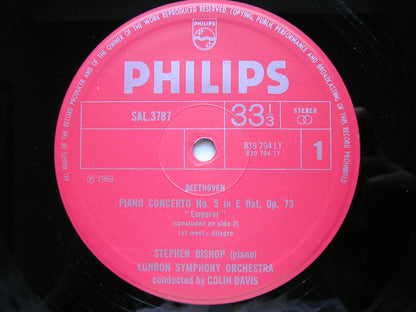 ALL RIGHTS OF THE RECORD PRODUCER AND OF THE OWNER OF THE WORK REPRODUCED RESERVED. COPYING, PUBLIC PERFORMANCE AND BROADCASTING OF THIS RECORD PROHIBITED
PHILIPS
PHILIPS
SAL.3787
33 1/3
STEREO
839 794 LY
839 794 LY
1
Ⓟ 1969
BEETHOVEN
PIANO CONCERTO No. 5 in E flat, Op. 73
"Emperor"
(concluded on side 2)
1st movt.: Allegro
STEPHEN BISHOP (piano)
LONDON SYMPHONY ORCHESTRA
conducted by COLIN DAVIS